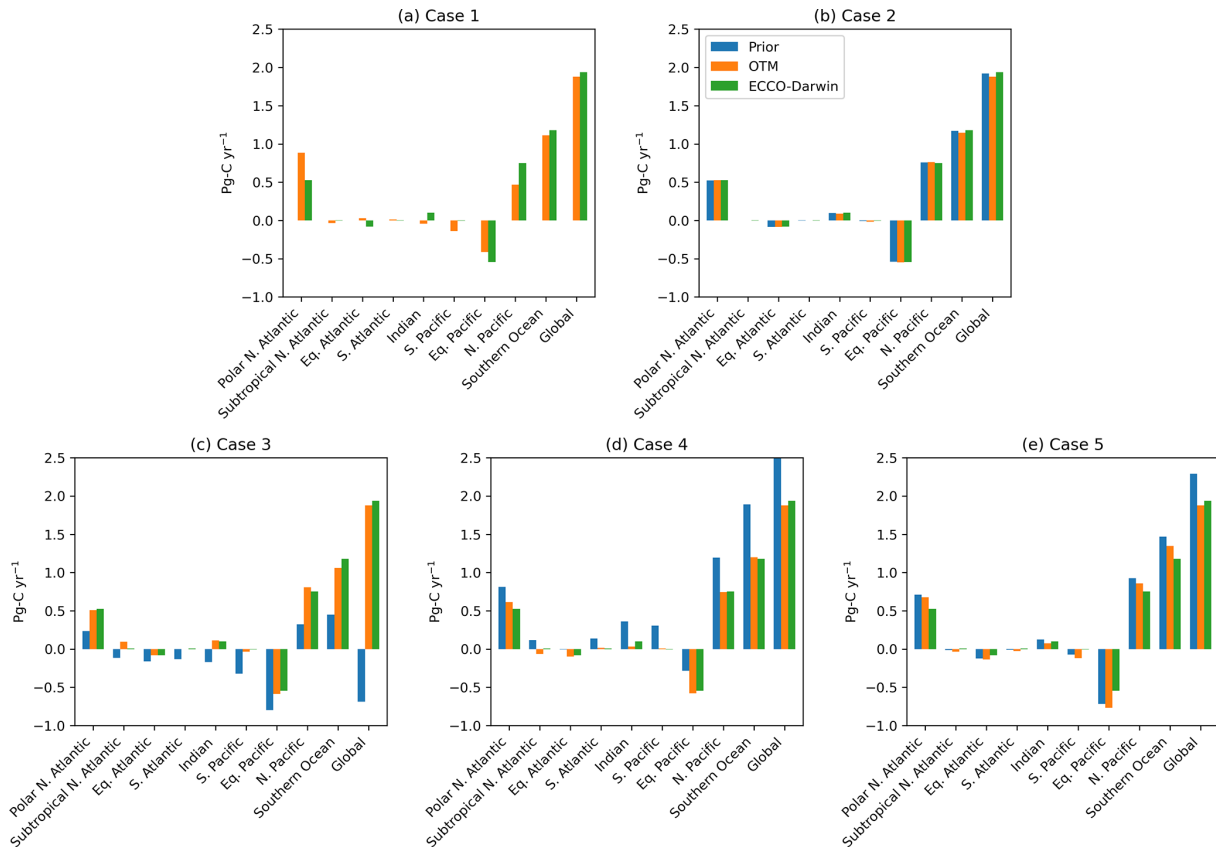 (a) Case 1
2.5
2.0
1.5
1.0
0.5
0.0
−0.5
−1.0
Pg-C yr⁻¹
Polar N. Atlantic
Subtropical N. Atlantic
Eq. Atlantic
S. Atlantic
Indian
S. Pacific
Eq. Pacific
N. Pacific
Southern Ocean
Global
(b) Case 2
Prior
OTM
ECCO-Darwin
2.5
2.0
1.5
1.0
0.5
0.0
−0.5
−1.0
Pg-C yr⁻¹
Polar N. Atlantic
Subtropical N. Atlantic
Eq. Atlantic
S. Atlantic
Indian
S. Pacific
Eq. Pacific
N. Pacific
Southern Ocean
Global
(c) Case 3
2.5
2.0
1.5
1.0
0.5
0.0
−0.5
−1.0
Pg-C yr⁻¹
Polar N. Atlantic
Subtropical N. Atlantic
Eq. Atlantic
S. Atlantic
Indian
S. Pacific
Eq. Pacific
N. Pacific
Southern Ocean
Global
(d) Case 4
2.5
2.0
1.5
1.0
0.5
0.0
−0.5
−1.0
Pg-C yr⁻¹
Polar N. Atlantic
Subtropical N. Atlantic
Eq. Atlantic
S. Atlantic
Indian
S. Pacific
Eq. Pacific
N. Pacific
Southern Ocean
Global
(e) Case 5
2.5
2.0
1.5
1.0
0.5
0.0
−0.5
−1.0
Pg-C yr⁻¹
Polar N. Atlantic
Subtropical N. Atlantic
Eq. Atlantic
S. Atlantic
Indian
S. Pacific
Eq. Pacific
N. Pacific
Southern Ocean
Global